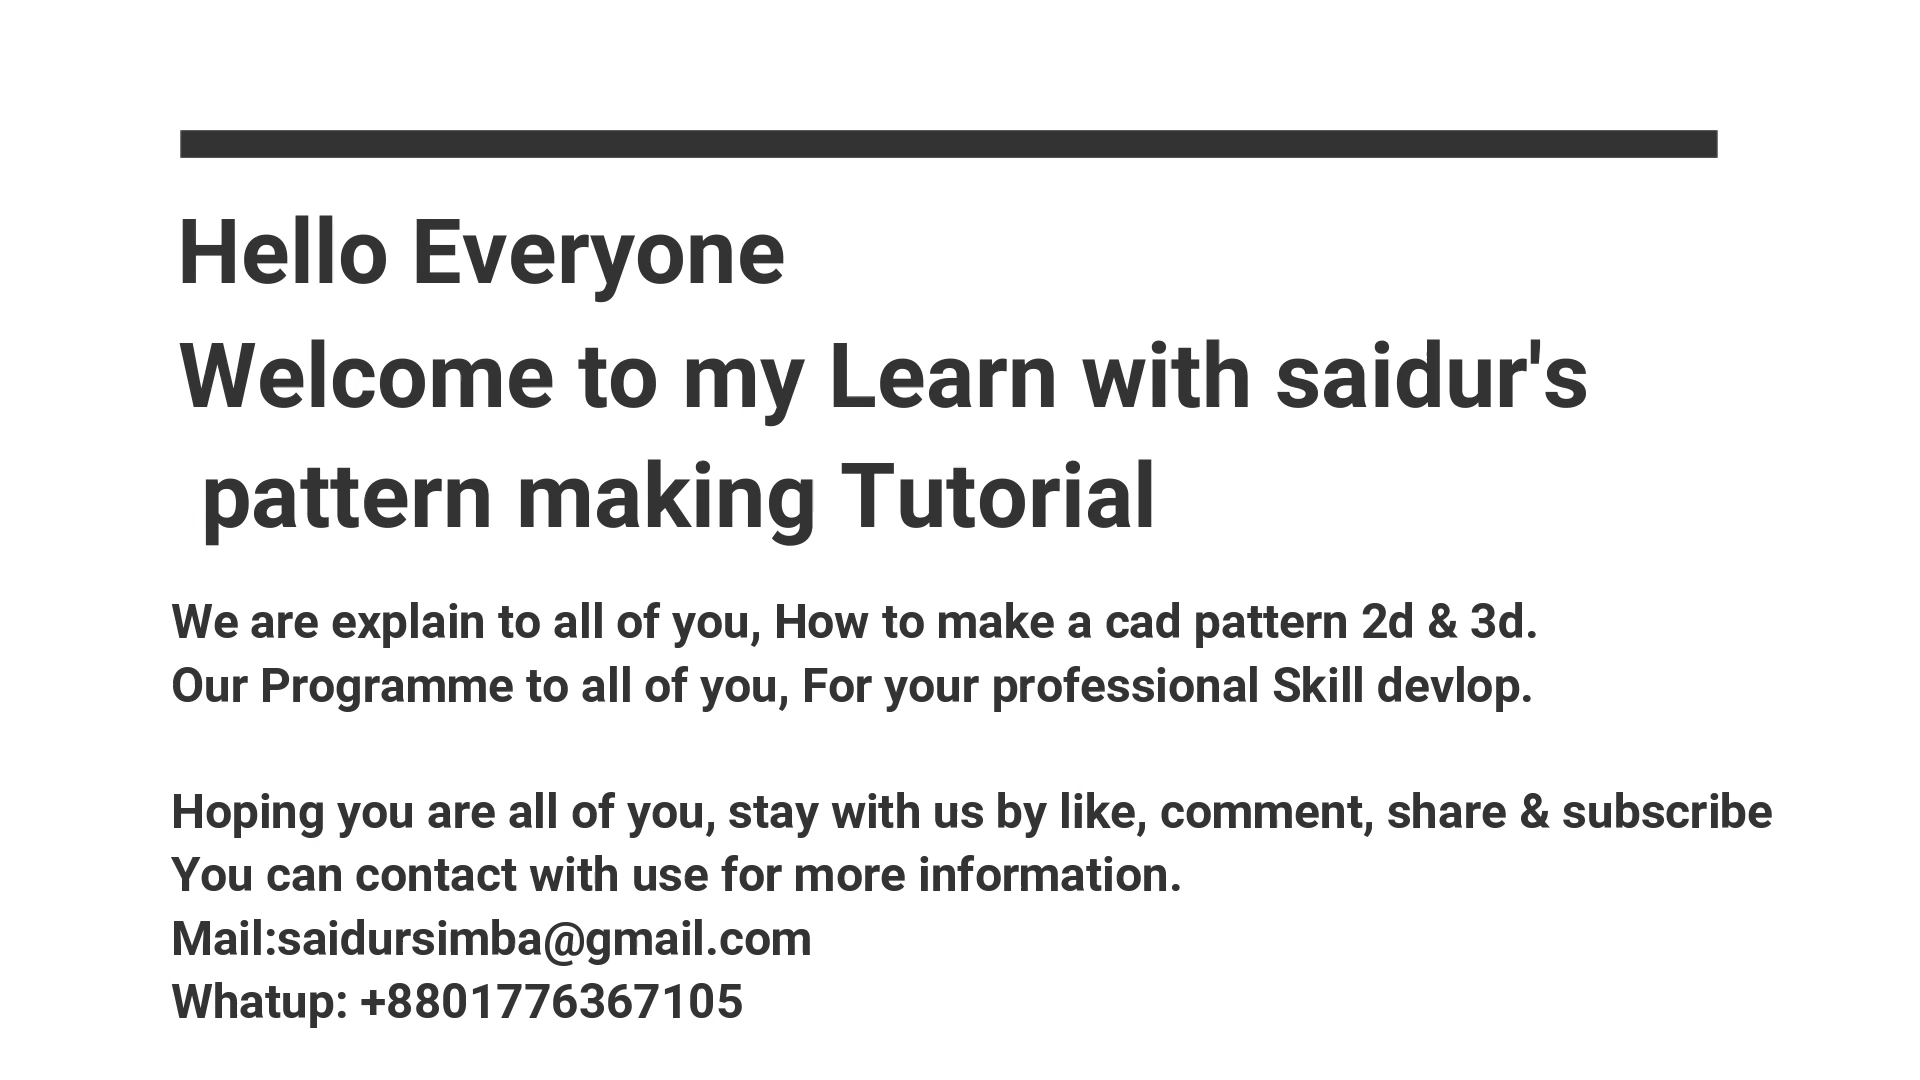 Hello Everyone
Welcome to my Learn with saidur's
pattern making Tutorial
We are explain to all of you, How to make a cad pattern 2d & 3d.
Our Programme to all of you, For your professional Skill devlop.
Hoping you are all of you, stay with us by like, comment, share & subscribe
You can contact with use for more information.
Mail:saidursimba@gmail.com
Whatup: +8801776367105